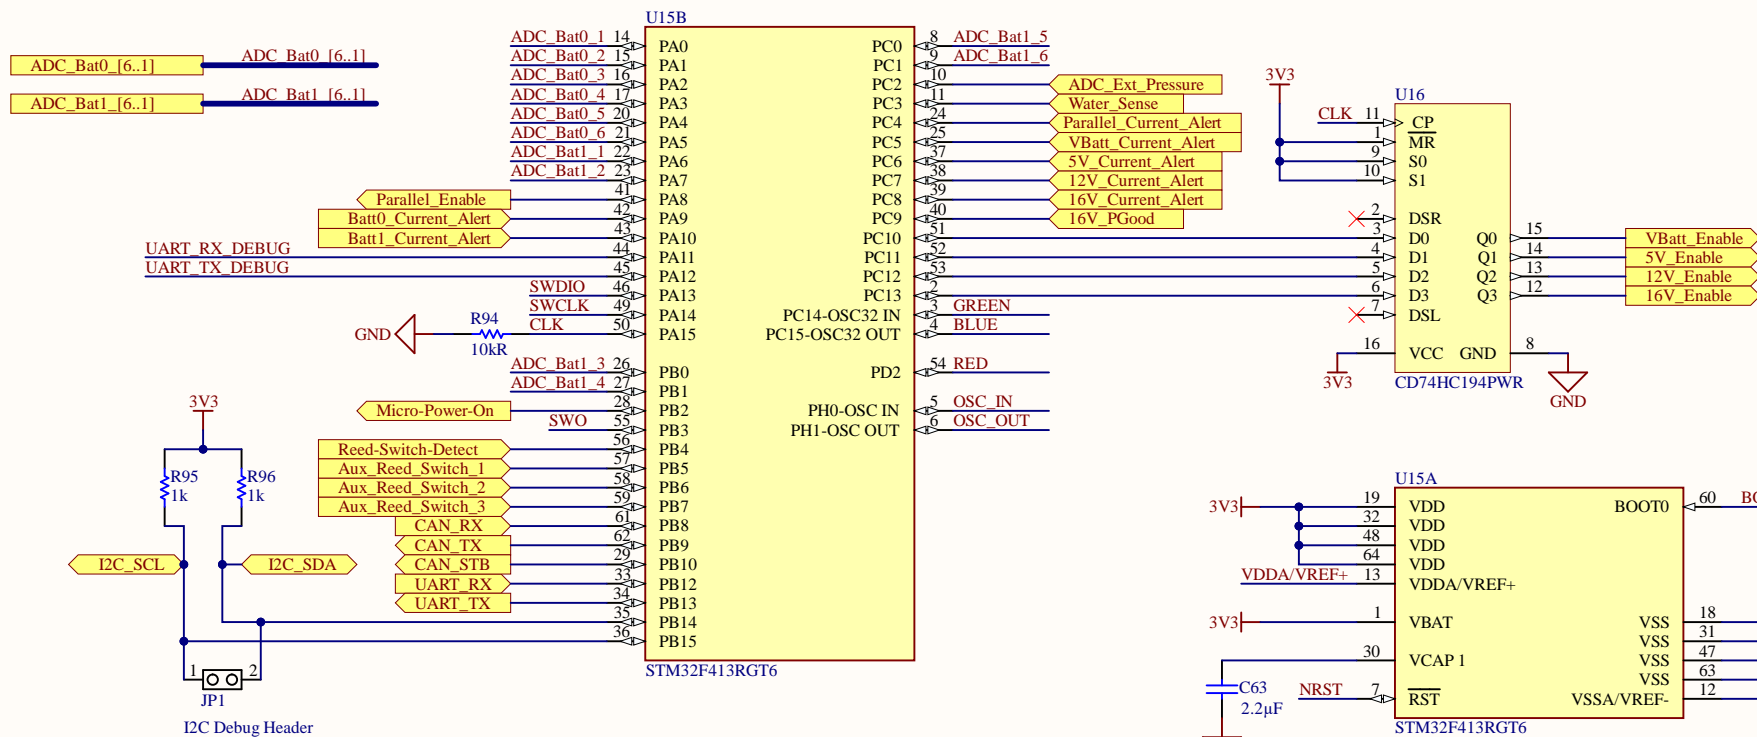 ADC_Bat0_[6..1]
ADC_Bat0_[6..1]
ADC_Bat1_[6..1]
ADC_Bat1_[6..1]
U15B
ADC_Bat0_1 14 PA0
ADC_Bat0_2 15 PA1
ADC_Bat0_3 16 PA2
ADC_Bat0_4 17 PA3
ADC_Bat0_5 20 PA4
ADC_Bat0_6 21 PA5
ADC_Bat1_1 22 PA6
ADC_Bat1_2 23 PA7
Parallel_Enable 41 PA8
Batt0_Current_Alert 42 PA9
Batt1_Current_Alert 43 PA10
UART_RX_DEBUG 44 PA11
UART_TX_DEBUG 45 PA12
SWDIO 46 PA13
SWCLK 49 PA14
GND R94 10kR CLK 50 PA15
ADC_Bat1_3 26 PB0
ADC_Bat1_4 27 PB1
Micro-Power-On 28 PB2
SWO 55 PB3
Reed-Switch-Detect 56 PB4
Aux_Reed_Switch_1 57 PB5
Aux_Reed_Switch_2 58 PB6
Aux_Reed_Switch_3 59 PB7
CAN_RX 61 PB8
CAN_TX 62 PB9
CAN_STB 29 PB10
UART_RX 33 PB12
UART_TX 34 PB13
35 PB14
36 PB15
STM32F413RGT6
PC0 8 ADC_Bat1_5
PC1 9 ADC_Bat1_6
PC2 10 ADC_Ext_Pressure
PC3 11 Water_Sense
PC4 24 Parallel_Current_Alert
PC5 25 VBatt_Current_Alert
PC6 37 5V_Current_Alert
PC7 38 12V_Current_Alert
PC8 39 16V_Current_Alert
PC9 40 16V_PGood
PC10 51
PC11 52
PC12 53
PC13 2
PC14-OSC32 IN 3 GREEN
PC15-OSC32 OUT 4 BLUE
PD2 54 RED
PH0-OSC IN 5 OSC_IN
PH1-OSC OUT 6 OSC_OUT
3V3
R95
1k
R96
1k
I2C_SCL
I2C_SDA
1 2
JP1
I2C Debug Header
3V3
U16
CLK 11 CP
1 MR
9 S0
10 S1
2 DSR
3 D0 Q0 15 VBatt_Enable
4 D1 Q1 14 5V_Enable
5 D2 Q2 13 12V_Enable
6 D3 Q3 12 16V_Enable
7 DSL
16 VCC GND 8
3V3
CD74HC194PWR
GND
U15A
3V3 19 VDD BOOT0 60 BO
32 VDD
48 VDD
64 VDD
VDDA/VREF+ 13 VDDA/VREF+
3V3 1 VBAT VSS 18
VSS 31
30 VCAP 1 VSS 47
VSS 63
C63
2.2µF
NRST 7 RST VSSA/VREF- 12
STM32F413RGT6